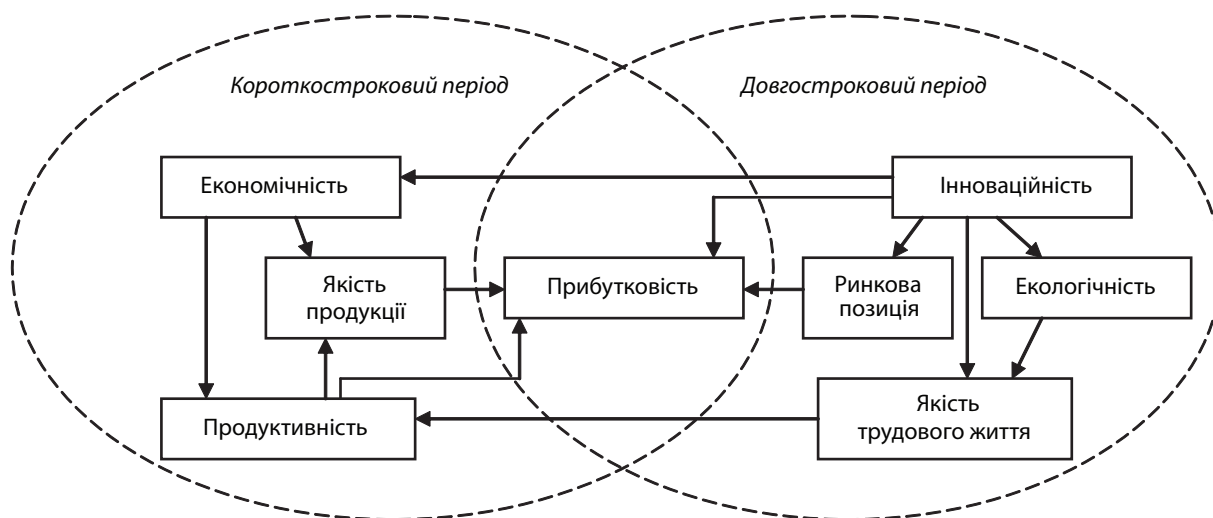 Короткостроковий період
Довгостроковий період
Економічність
Інноваційність
Якість
продукції
Прибутковість
Ринкова
позиція
Екологічність
Продуктивність
Якість
трудового життя